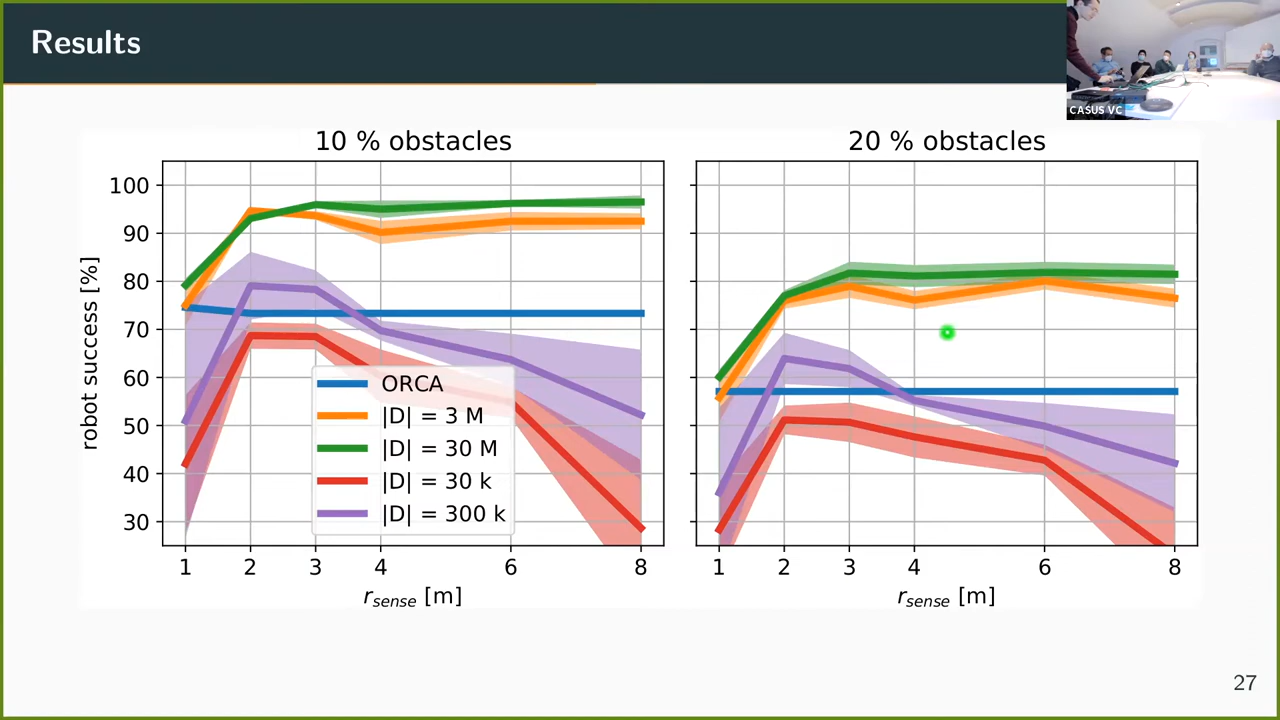 Results
CASUS VC
10 % obstacles
20 % obstacles
robot success [%]
100
90
80
70
60
50
40
30
ORCA
|D| = 3 M
|D| = 30 M
|D| = 30 k
|D| = 300 k
1 2 3 4 6 8
1 2 3 4 6 8
r_sense [m]
r_sense [m]
27